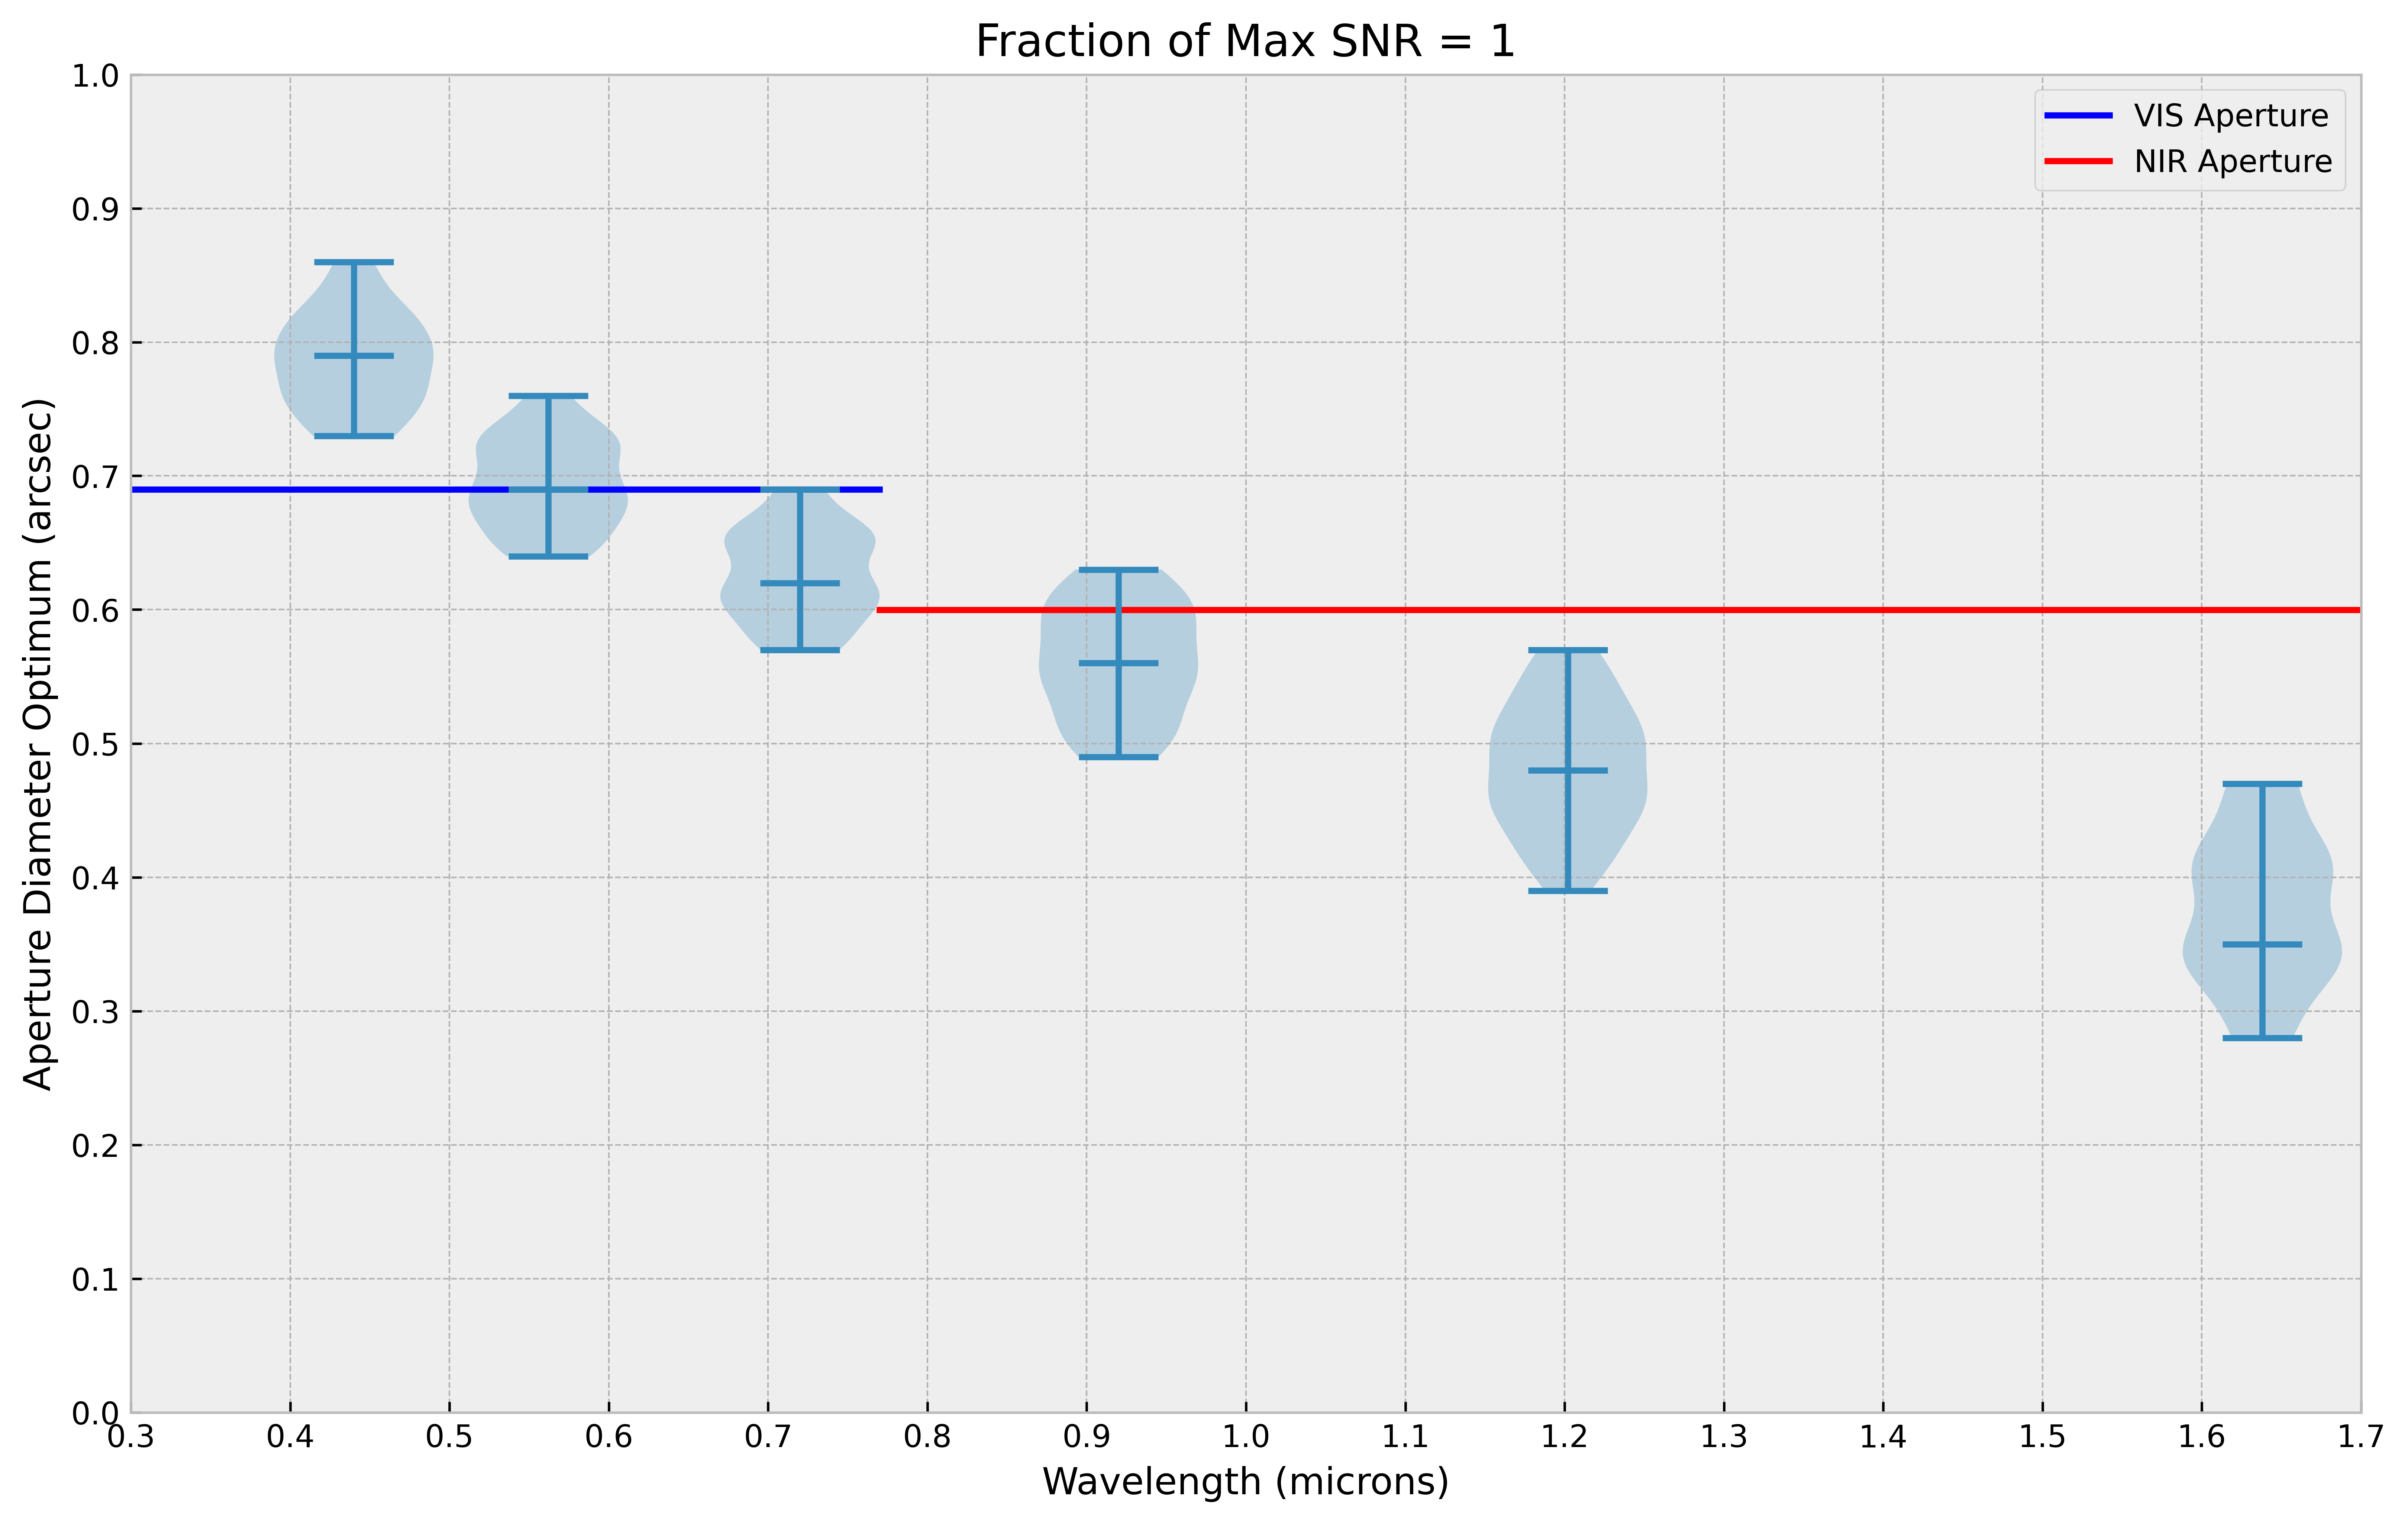 Fraction of Max SNR = 1
VIS Aperture
NIR Aperture
Aperture Diameter Optimum (arcsec)
1.0
0.9
0.8
0.7
0.6
0.5
0.4
0.3
0.2
0.1
0.0
0.3 0.4 0.5 0.6 0.7 0.8 0.9 1.0 1.1 1.2 1.3 1.4 1.5 1.6 1.7
Wavelength (microns)